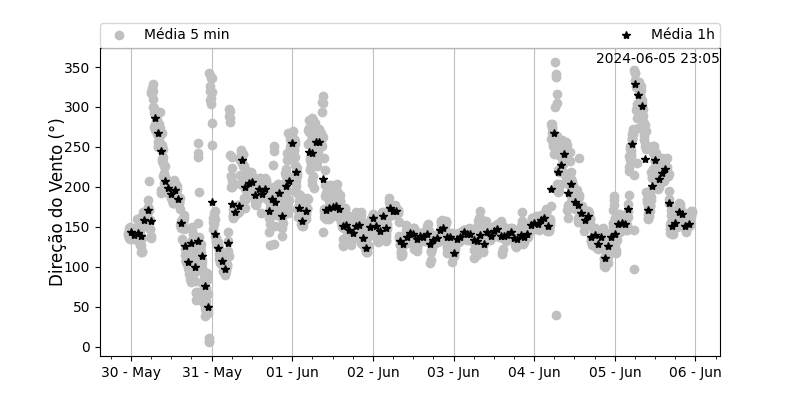 Média 5 min
Média 1h
2024-06-05 23:05
Direção do Vento (°)
350
300
250
200
150
100
50
0
30 - May
31 - May
01 - Jun
02 - Jun
03 - Jun
04 - Jun
05 - Jun
06 - Jun